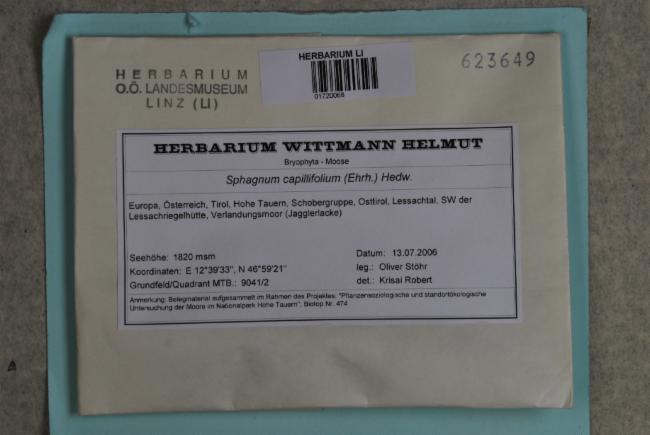 HERBARIUM
O.Ö. LANDESMUSEUM
LINZ (LI)
HERBARIUM LI
01720068
623649
HERBARIUM WITTMANN HELMUT
Bryophyta - Moose
Sphagnum capillifolium (Ehrh.) Hedw.
Europa, Österreich, Tirol, Hohe Tauern, Schobergruppe, Osttirol, Lessachtal, SW der
Lessachriegelhütte, Verlandungsmoor (Jagglerlacke)
Seehöhe: 1820 msm
Datum: 13.07.2006
Koordinaten: E 12°39'33", N 46°59'21"
leg.: Oliver Stöhr
Grundfeld/Quadrant MTB.: 9041/2
det.: Krisai Robert
Anmerkung: Belegmaterial aufgesammelt im Rahmen des Projektes: "Pflanzensoziologische und standortökologische
Untersuchung der Moore im Nationalpark Hohe Tauern"; Biotop Nr. 474